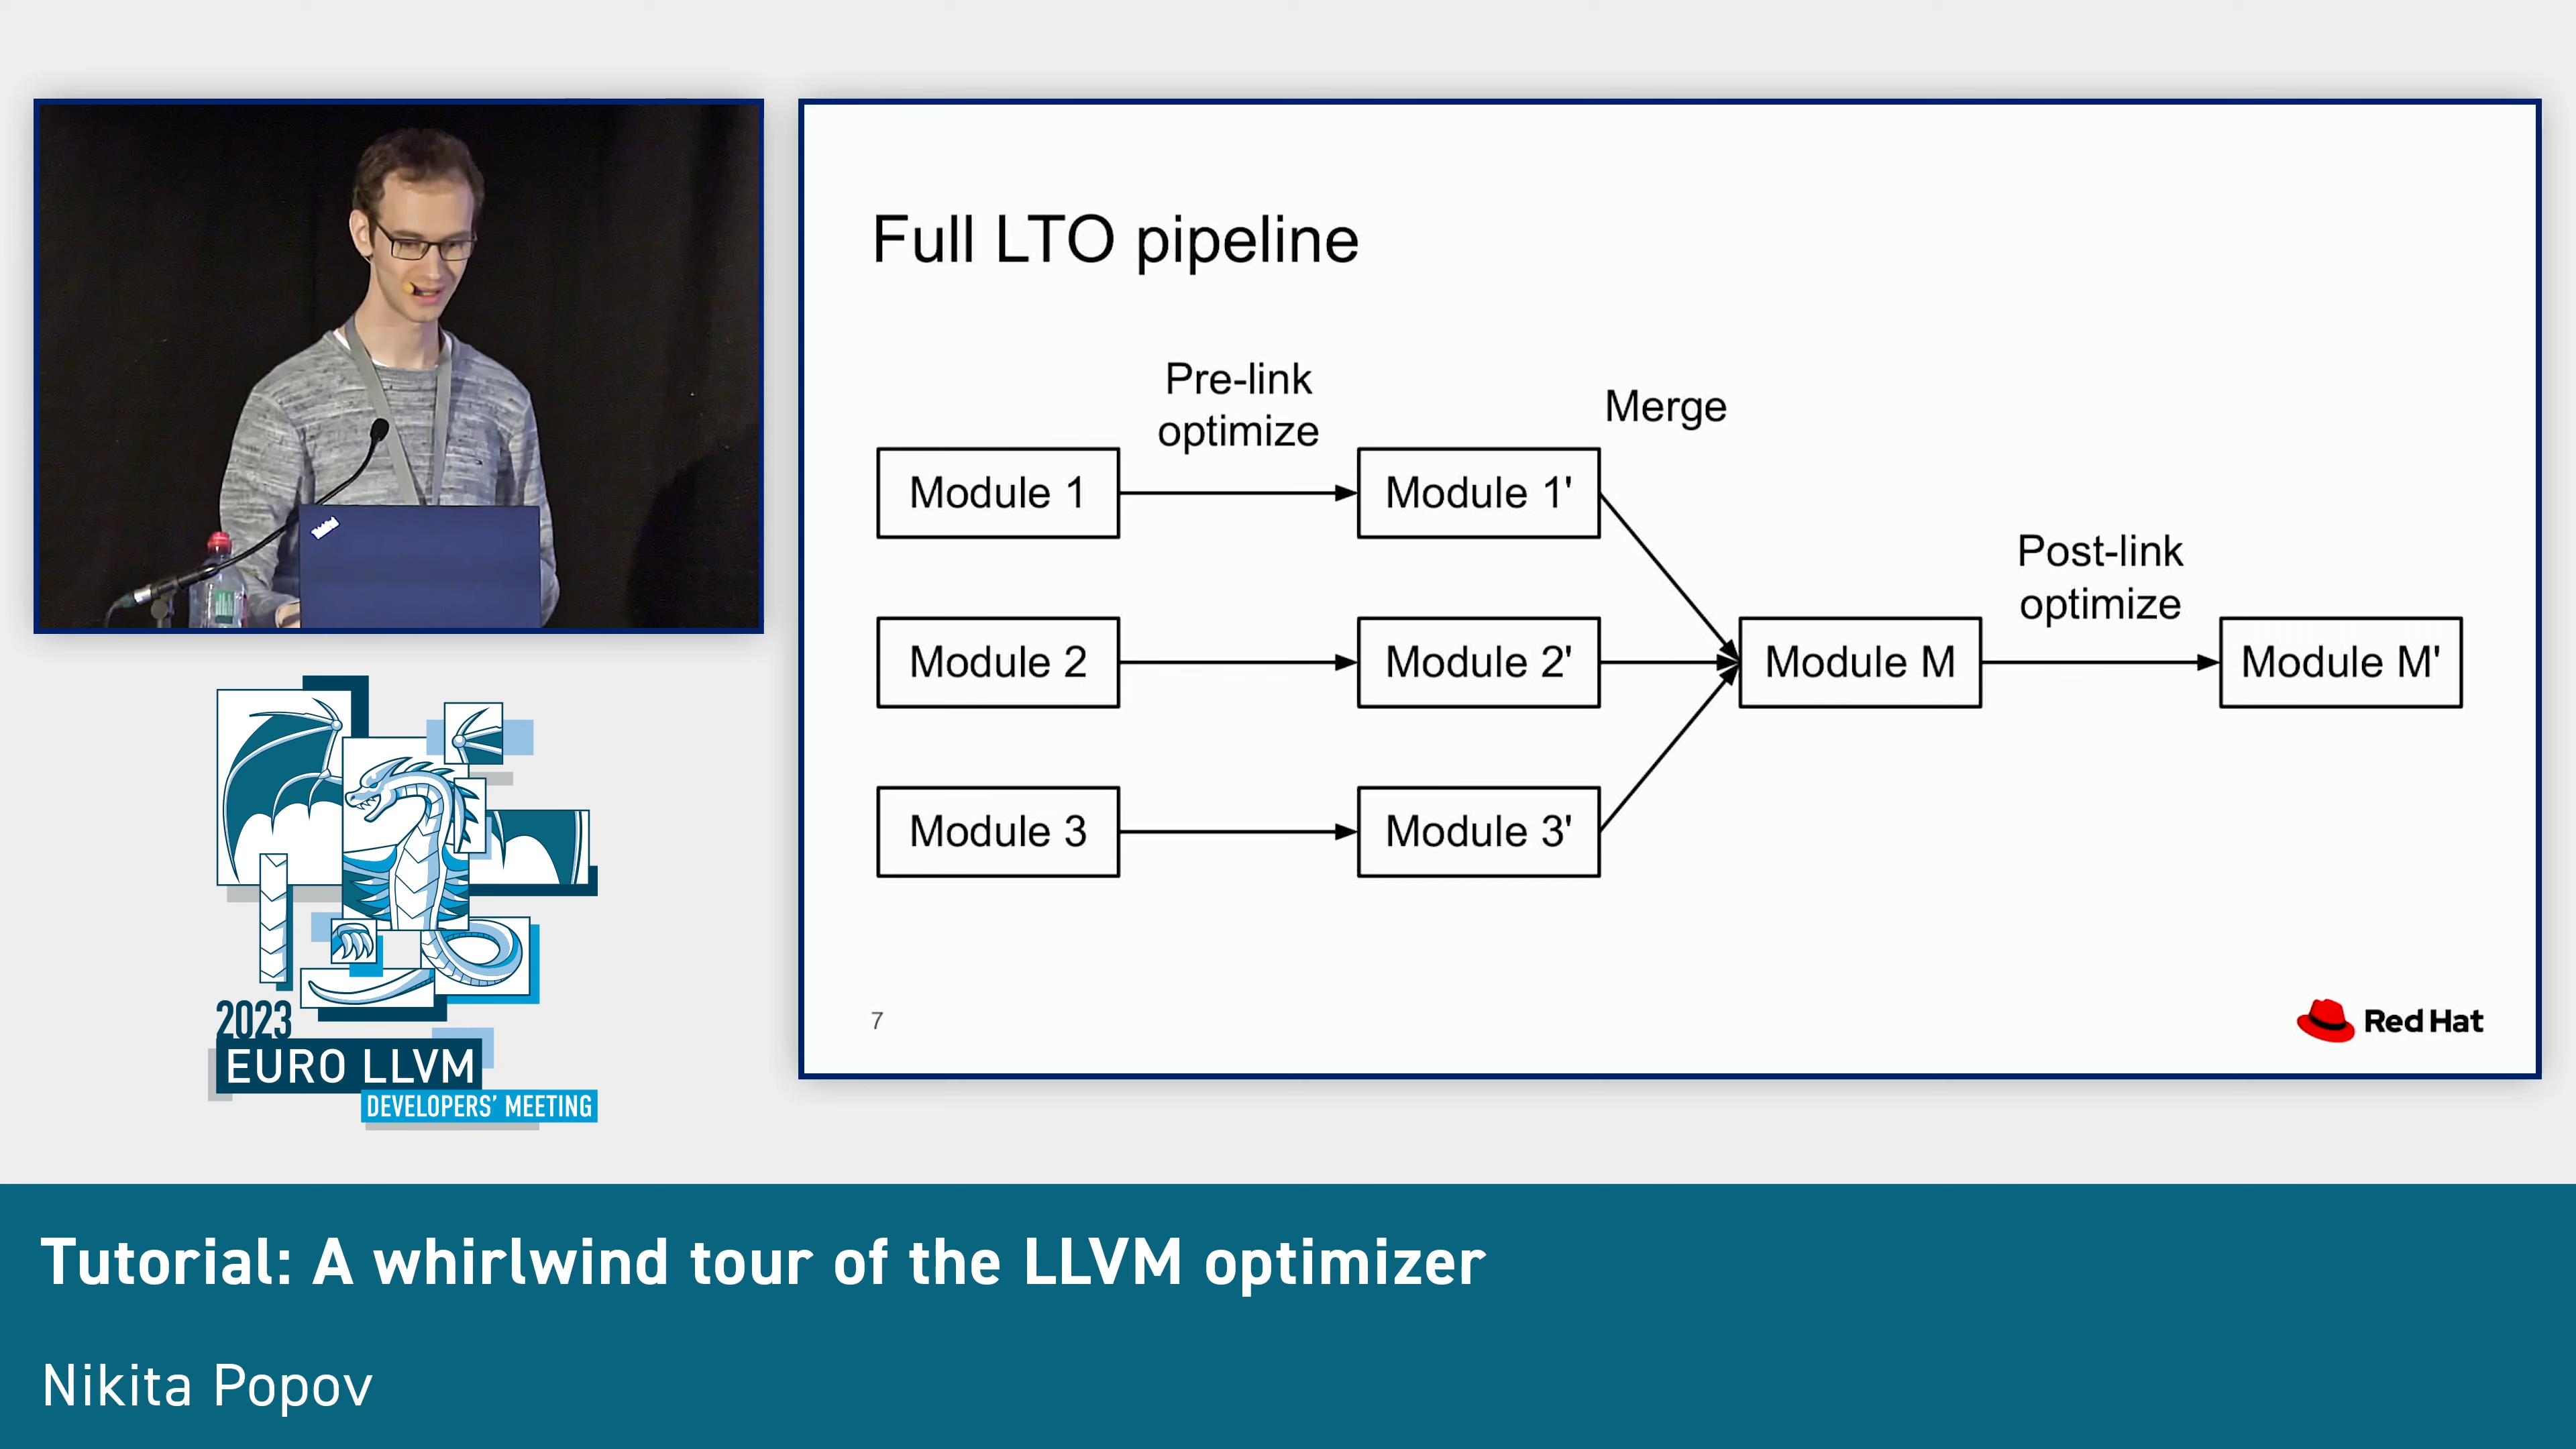 Full LTO pipeline
Pre-link
optimize
Merge
Module 1
Module 1'
Post-link
optimize
Module 2
Module 2'
Module M
Module M'
Module 3
Module 3'
7
Red Hat
2023
EURO LLVM
DEVELOPERS' MEETING
Tutorial: A whirlwind tour of the LLVM optimizer
Nikita Popov